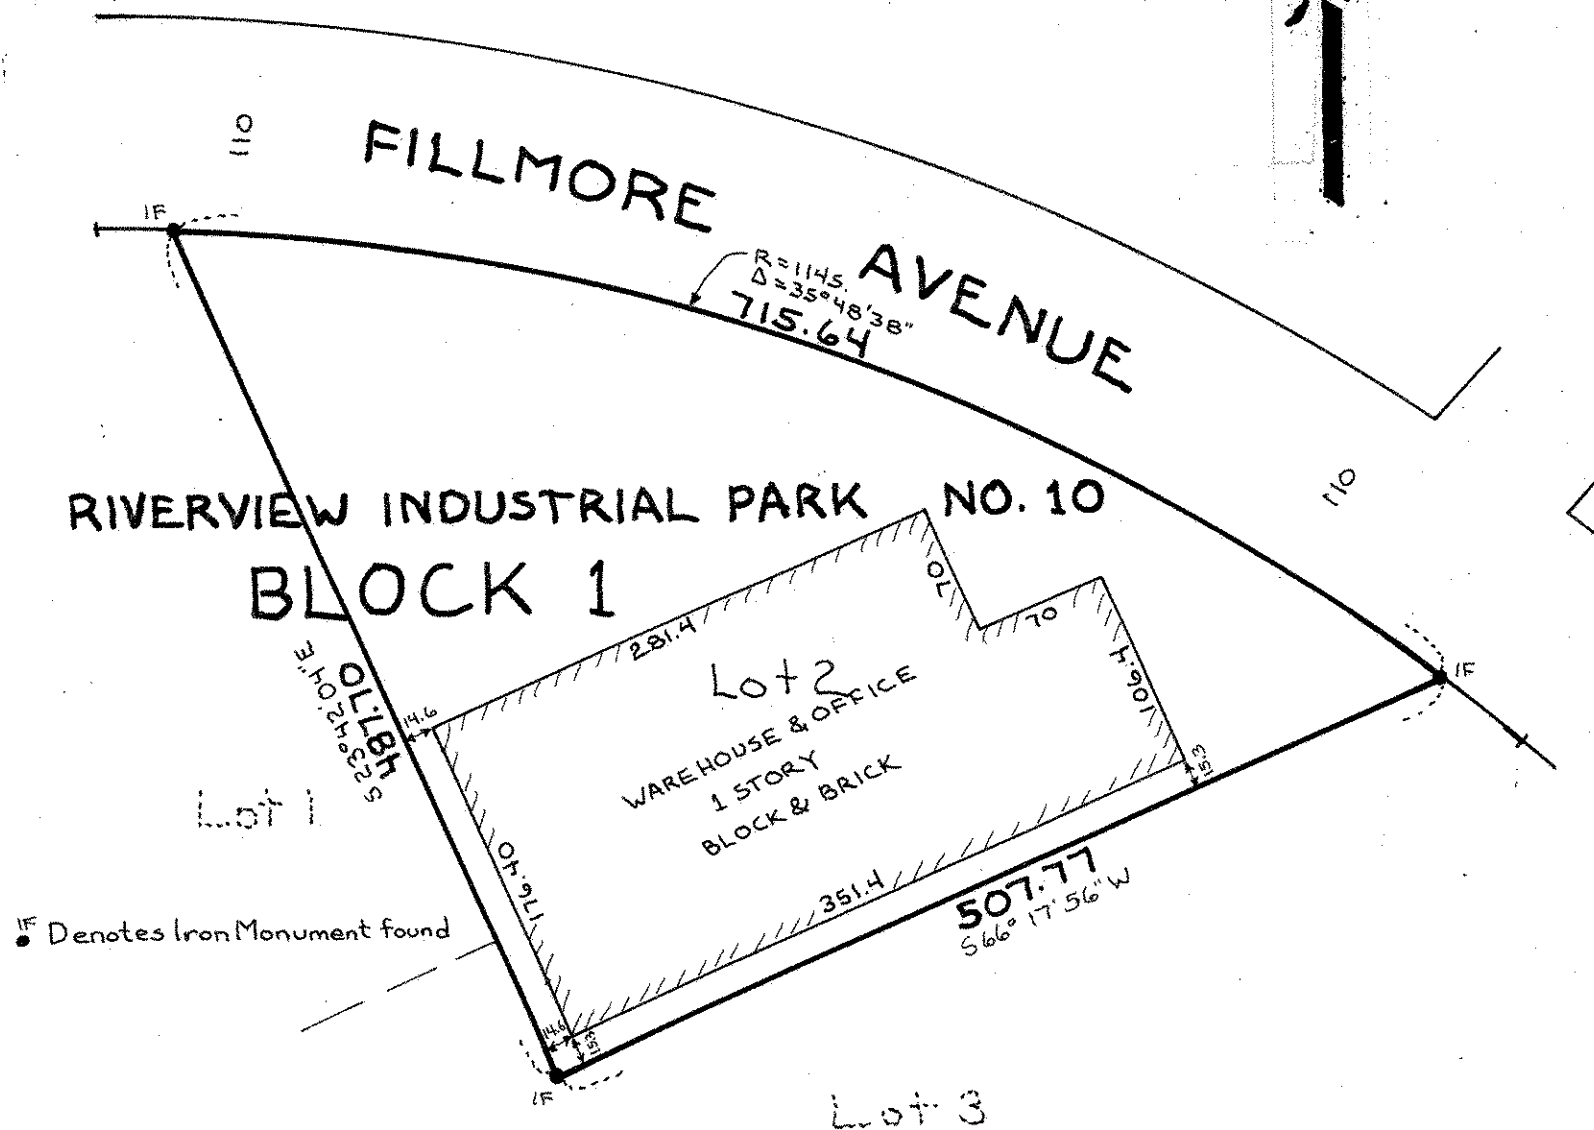 110
FILLMORE AVENUE
IF
R=1145.
Δ=35°48'38"
715.64
110
RIVERVIEW INDUSTRIAL PARK NO. 10
BLOCK 1
70
70
281.4
106.4
IF
S23°42'04"E
487.70
14.6
Lot 2
WAREHOUSE & OFFICE
1 STORY
BLOCK & BRICK
15.3
Lot 1
176.40
351.4
507.77
S66°17'56"W
IF
Denotes Iron Monument found
14.6
15.3
IF
Lot 3